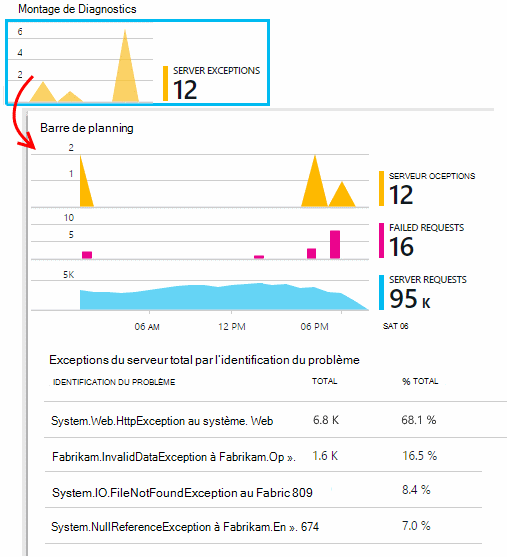 Montage de Diagnostics
6
4
2
SERVER EXCEPTIONS
12
Barre de planning
2
1
SERVEUR OCEPTIONS
12
10
5
FAILED REQUESTS
16
5K
SERVER REQUESTS
95 K
06 AM 12 PM 06 PM SAT 06
Exceptions du serveur total par l'identification du problème
IDENTIFICATION DU PROBLÈME TOTAL % TOTAL
System.Web.HttpException au système. Web 6.8 K 68.1 %
Fabrikam.InvalidDataException à Fabrikam.Op ». 1.6 K 16.5 %
System.IO.FileNotFoundException au Fabric 809 8.4 %
System.NullReferenceException à Fabrikam.En ». 674 7.0 %